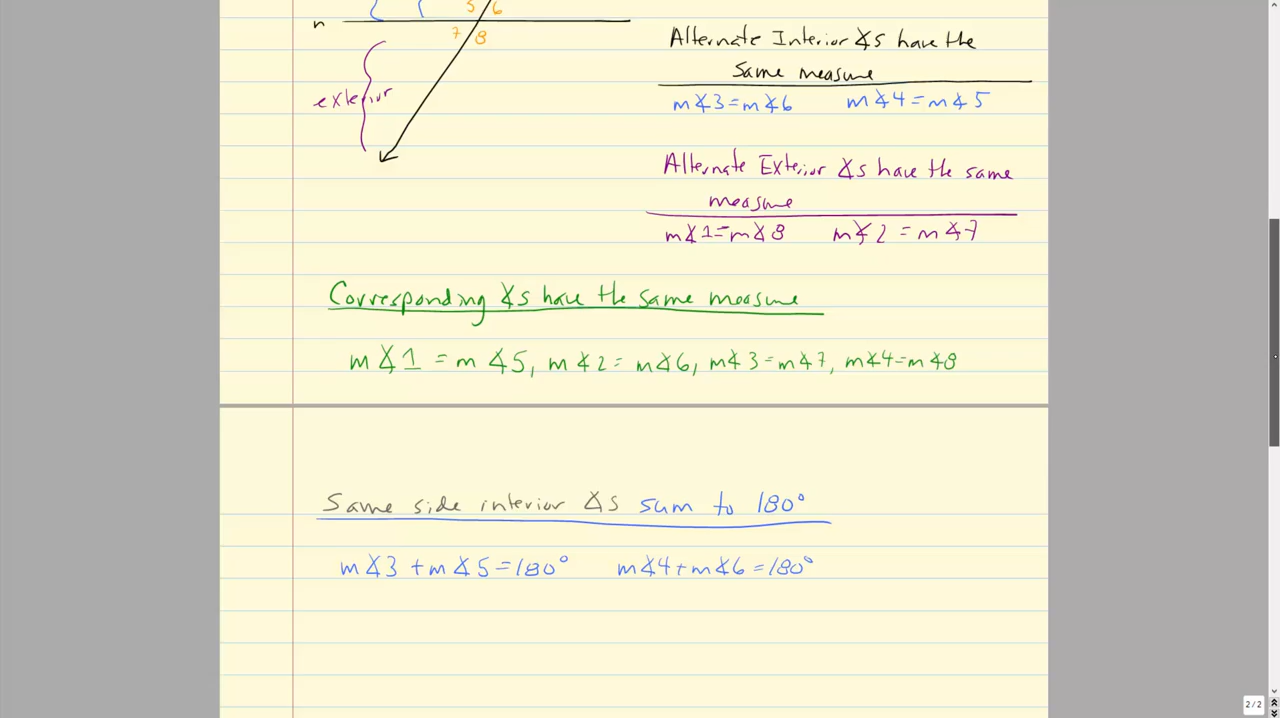 5 6
n
7 8
exterior
Alternate Interior ∡s have the
Same measure
m∡3=m∡6 m∡4=m∡5
Alternate Exterior ∡s have the same
measure
m∡1=m∡8 m∡2=m∡7
Corresponding ∡s have the same measure
m∡1=m∡5, m∡2=m∡6, m∡3=m∡7, m∡4=m∡8
Same side interior ∡s sum to 180°
m∡3+m∡5=180° m∡4+m∡6=180°
2/2